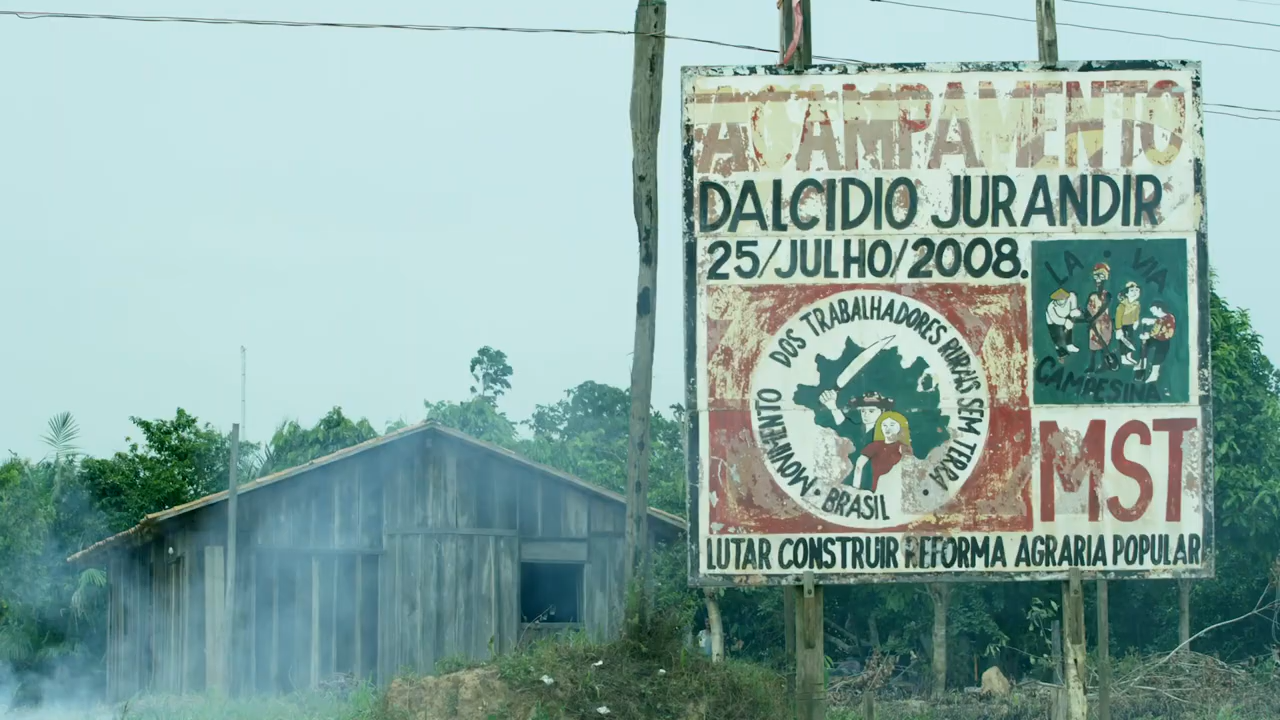 ACAMPAMENTO
DALCIDIO JURANDIR
25/JULHO/2008.
LA VIA
CAMPESINA
MOVIMENTO DOS TRABALHADORES RURAIS SEM TERRA
· BRASIL ·
MST
LUTAR CONSTRUIR REFORMA AGRARIA POPULAR